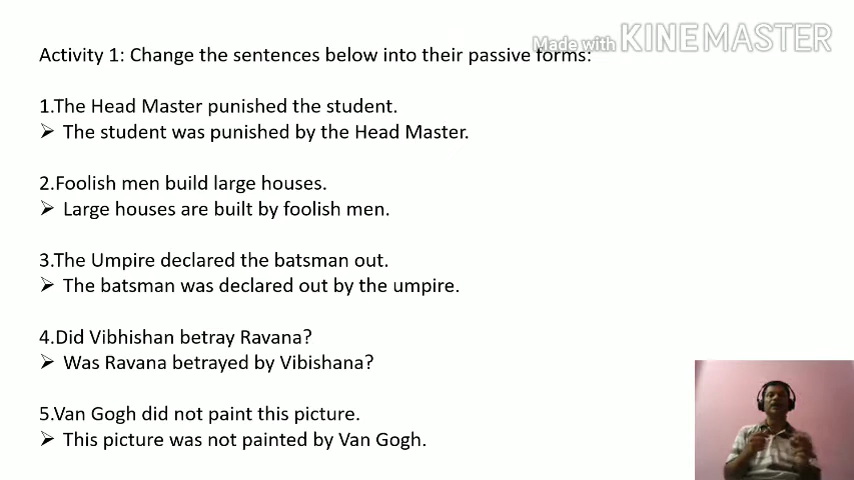 Made with KINEMASTER
Activity 1: Change the sentences below into their passive forms:
1.The Head Master punished the student.
➢ The student was punished by the Head Master.
2.Foolish men build large houses.
➢ Large houses are built by foolish men.
3.The Umpire declared the batsman out.
➢ The batsman was declared out by the umpire.
4.Did Vibhishan betray Ravana?
➢ Was Ravana betrayed by Vibishana?
5.Van Gogh did not paint this picture.
➢ This picture was not painted by Van Gogh.